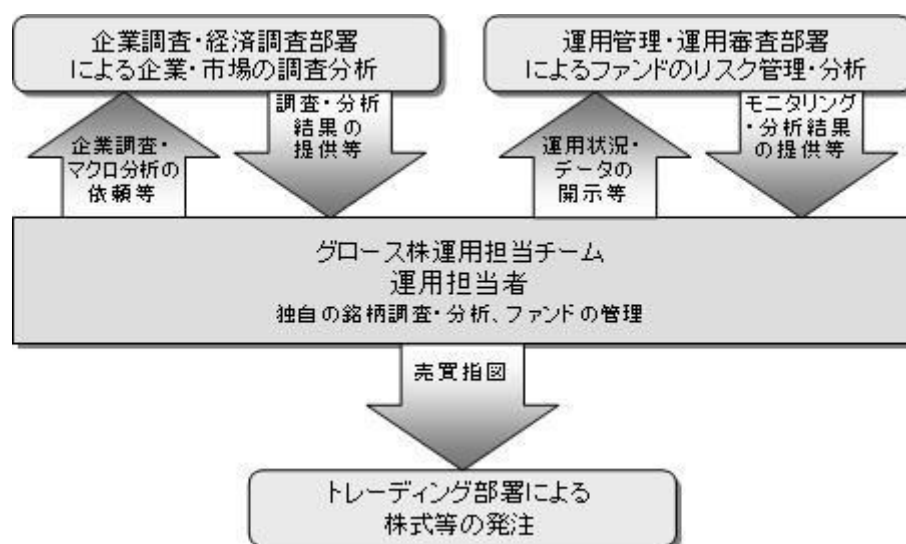 企業調査・経済調査部署
による企業・市場の調査分析
運用管理・運用審査部署
によるファンドのリスク管理・分析
企業調査・
マクロ分析の
依頼等
調査・分析
結果の
提供等
運用状況・
データの
開示等
モニタリング
・分析結果
の提供等
グロース株運用担当チーム
運用担当者
独自の銘柄調査・分析、ファンドの管理
売買指図
トレーディング部署による
株式等の発注